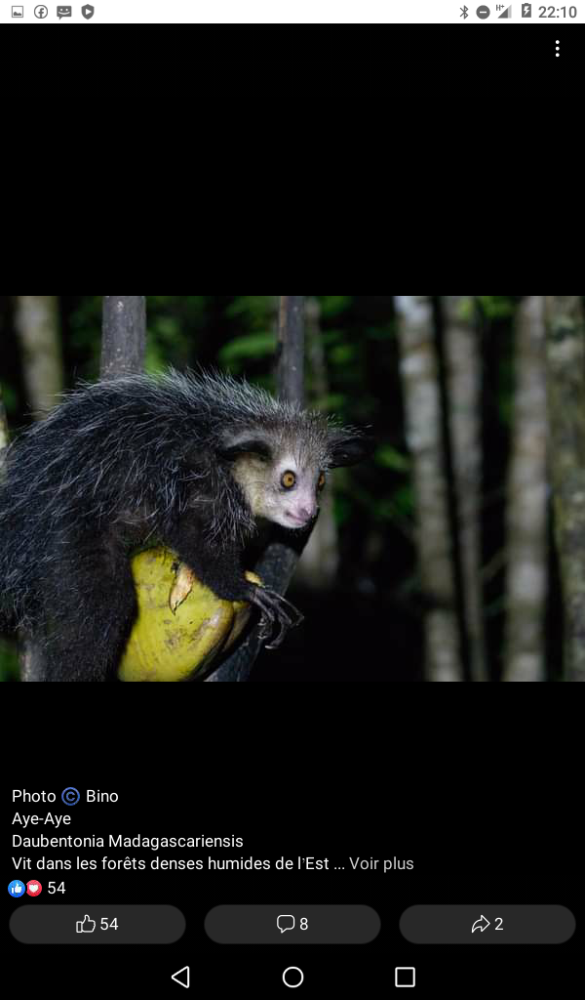 H+ 22:10
Photo © Bino
Aye-Aye
Daubentonia Madagascariensis
Vit dans les forêts denses humides de l'Est ... Voir plus
54
54 8 2